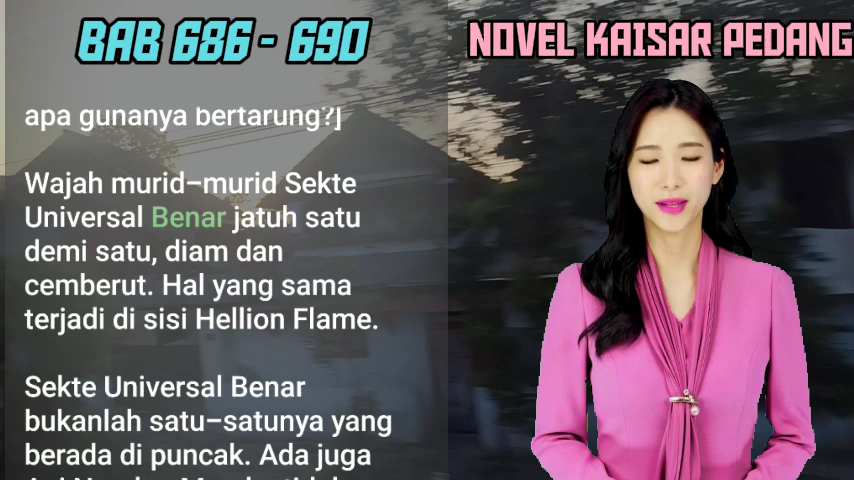 BAB 686 - 690
NOVEL KAISAR PEDANG
apa gunanya bertarung?]
Wajah murid-murid Sekte
Universal Benar jatuh satu
demi satu, diam dan
cemberut. Hal yang sama
terjadi di sisi Hellion Flame.
Sekte Universal Benar
bukanlah satu-satunya yang
berada di puncak. Ada juga